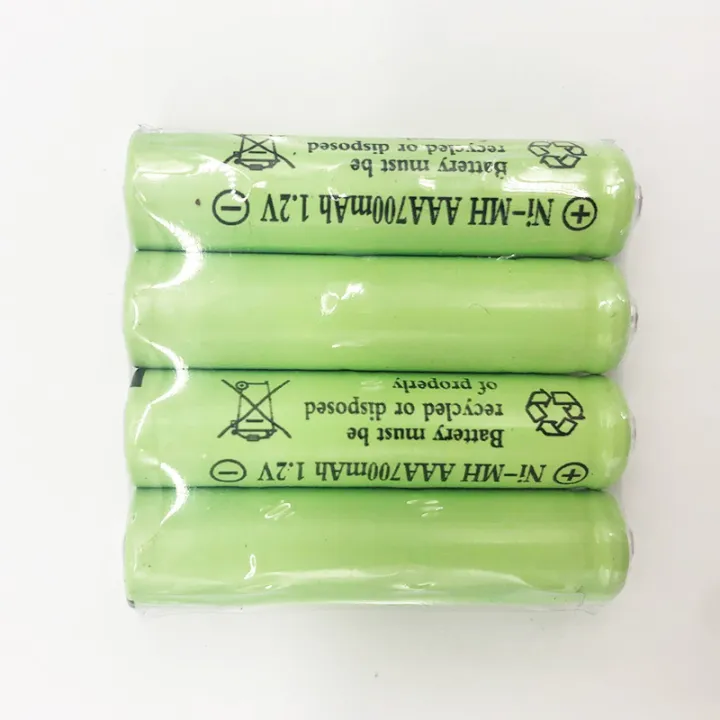 ⊕ Ni-MH AAA700mAh 1.2V ⊖
Battery must be
recycled or disposed
⊕ Ni-MH AAA700mAh 1.2V ⊖
Battery must be
recycled or disposed
of properly